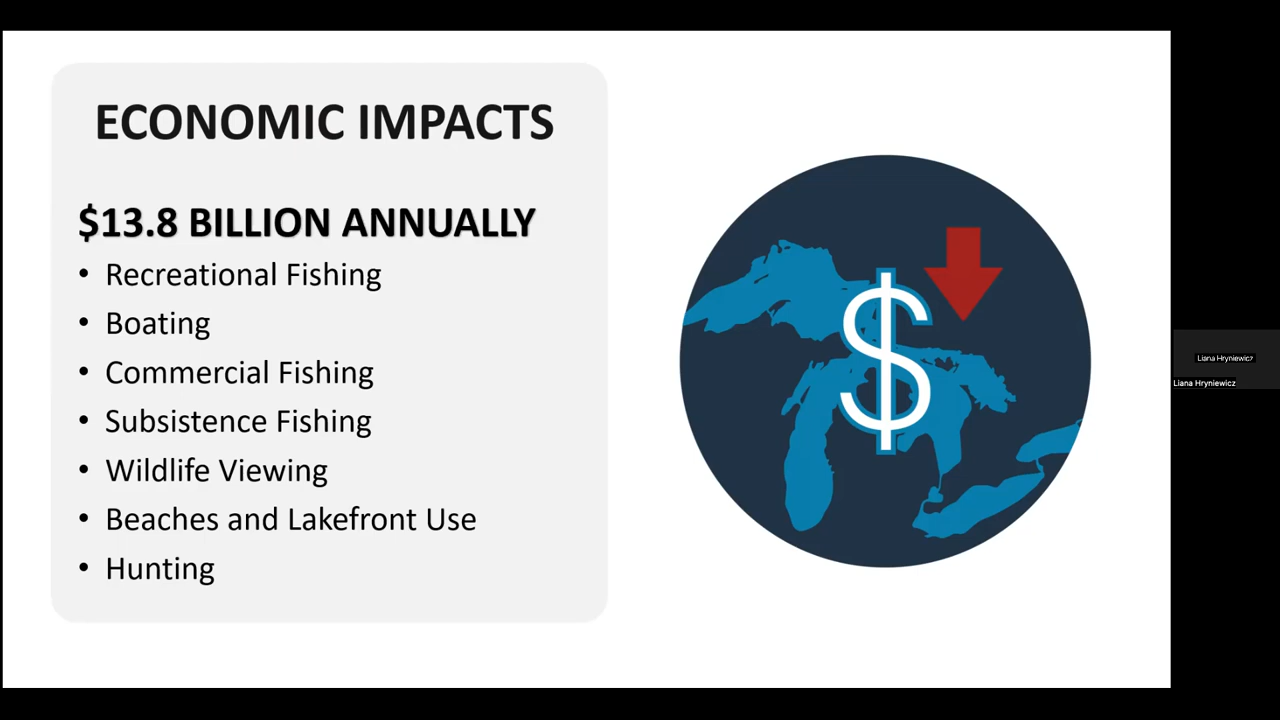 ECONOMIC IMPACTS
$13.8 BILLION ANNUALLY
• Recreational Fishing
• Boating
• Commercial Fishing
• Subsistence Fishing
• Wildlife Viewing
• Beaches and Lakefront Use
• Hunting
$
Liana Hryniewicz
Liana Hryniewicz